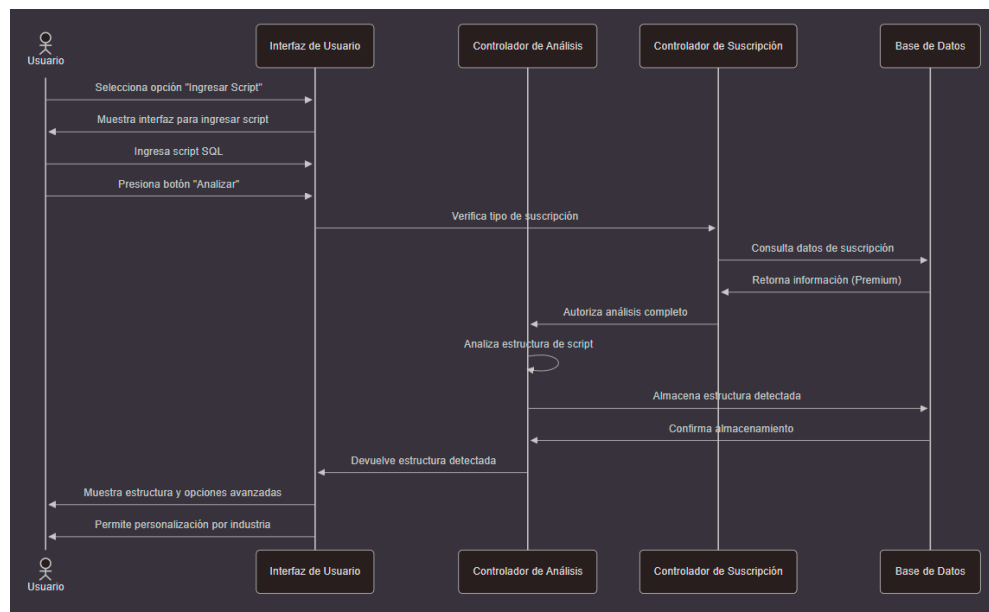 Usuario
Interfaz de Usuario
Controlador de Análisis
Controlador de Suscripción
Base de Datos
Selecciona opción "Ingresar Script"
Muestra interfaz para ingresar script
Ingresa script SQL
Presiona botón "Analizar"
Verifica tipo de suscripción
Consulta datos de suscripción
Retorna información (Premium)
Autoriza análisis completo
Analiza estructura de script
Almacena estructura detectada
Confirma almacenamiento
Devuelve estructura detectada
Muestra estructura y opciones avanzadas
Permite personalización por industria
Usuario
Interfaz de Usuario
Controlador de Análisis
Controlador de Suscripción
Base de Datos